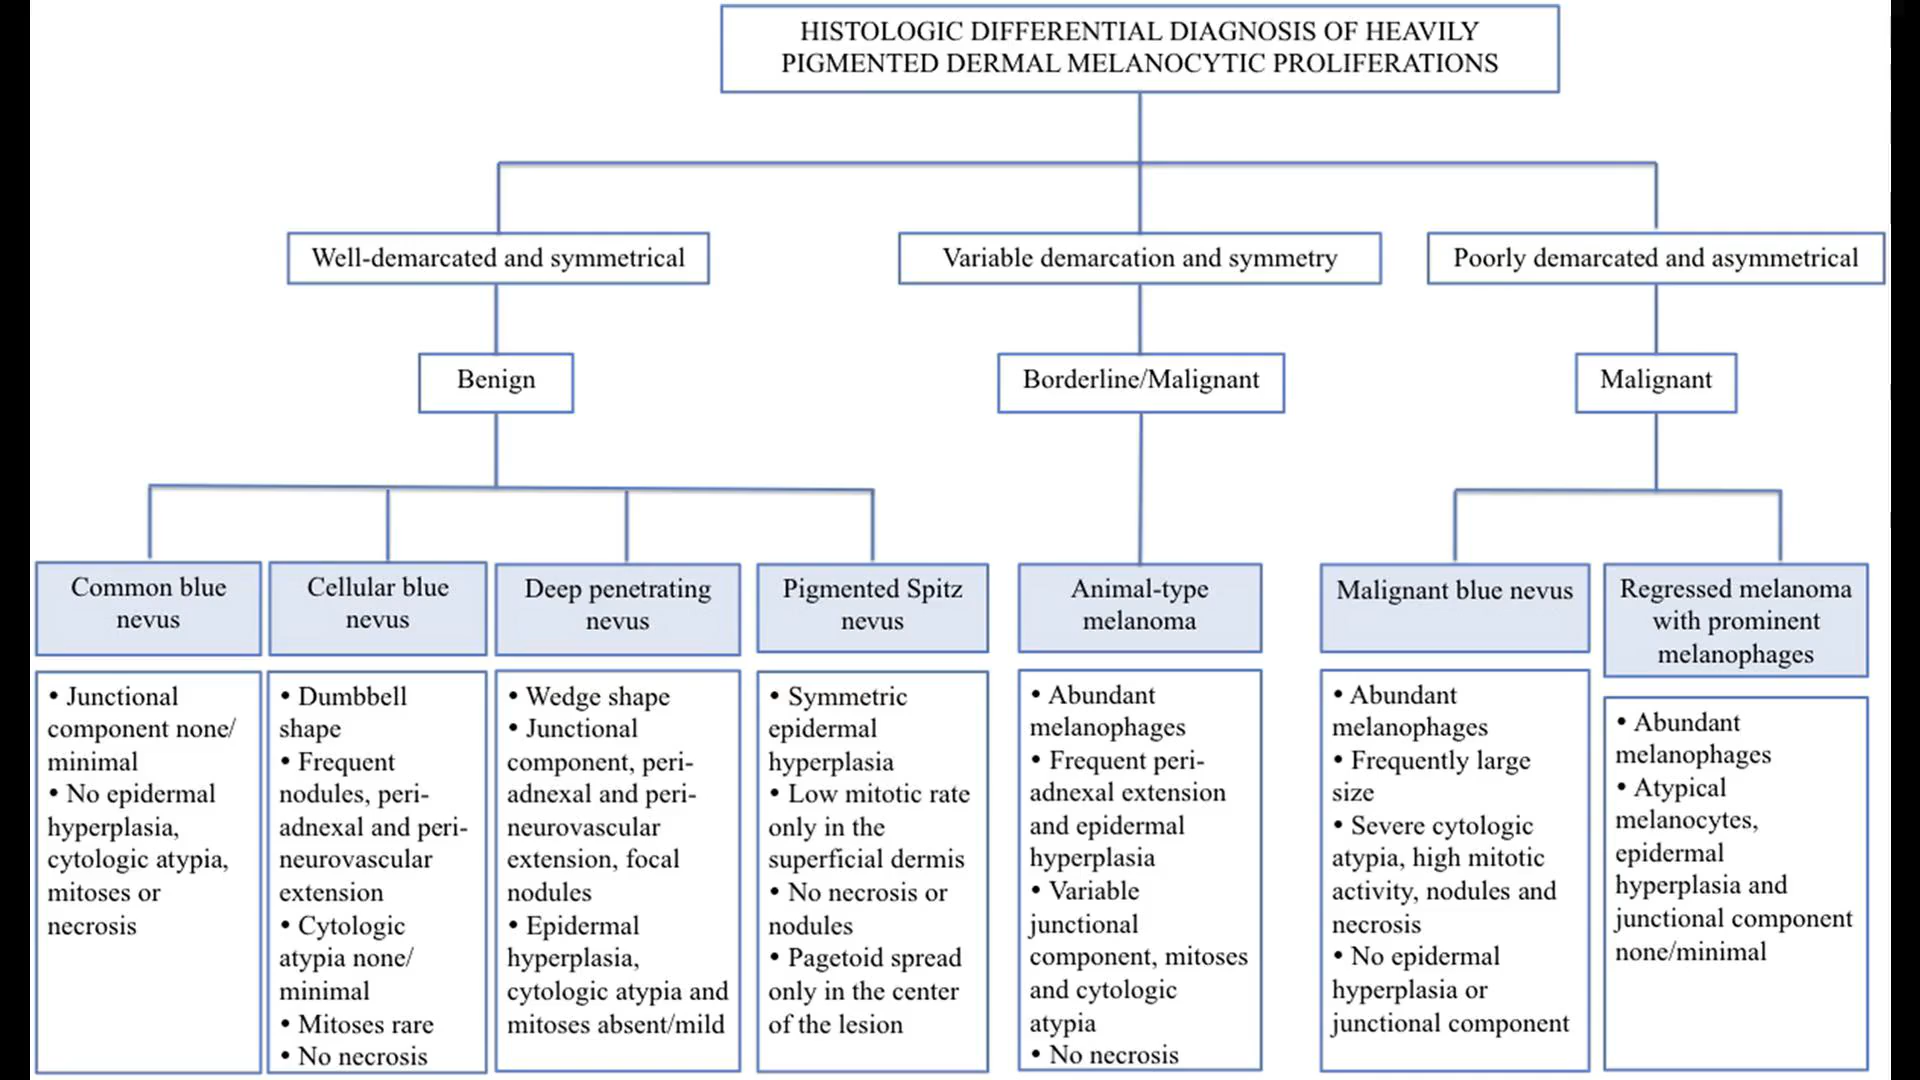 HISTOLOGIC DIFFERENTIAL DIAGNOSIS OF HEAVILY
PIGMENTED DERMAL MELANOCYTIC PROLIFERATIONS
Well-demarcated and symmetrical
Variable demarcation and symmetry
Poorly demarcated and asymmetrical
Benign
Borderline/Malignant
Malignant
Common blue
nevus
Cellular blue
nevus
Deep penetrating
nevus
Pigmented Spitz
nevus
Animal-type
melanoma
Malignant blue nevus
Regressed melanoma
with prominent
melanophages
• Junctional
component none/
minimal
• No epidermal
hyperplasia,
cytologic atypia,
mitoses or
necrosis
• Dumbbell
shape
• Frequent
nodules, peri-
adnexal and peri-
neurovascular
extension
• Cytologic
atypia none/
minimal
• Mitoses rare
• No necrosis
• Wedge shape
• Junctional
component, peri-
adnexal and peri-
neurovascular
extension, focal
nodules
• Epidermal
hyperplasia,
cytologic atypia and
mitoses absent/mild
• Symmetric
epidermal
hyperplasia
• Low mitotic rate
only in the
superficial dermis
• No necrosis or
nodules
• Pagetoid spread
only in the center
of the lesion
• Abundant
melanophages
• Frequent peri-
adnexal extension
and epidermal
hyperplasia
• Variable
junctional
component, mitoses
and cytologic
atypia
• No necrosis
• Abundant
melanophages
• Frequently large
size
• Severe cytologic
atypia, high mitotic
activity, nodules and
necrosis
• No epidermal
hyperplasia or
junctional component
• Abundant
melanophages
• Atypical
melanocytes,
epidermal
hyperplasia and
junctional component
none/minimal